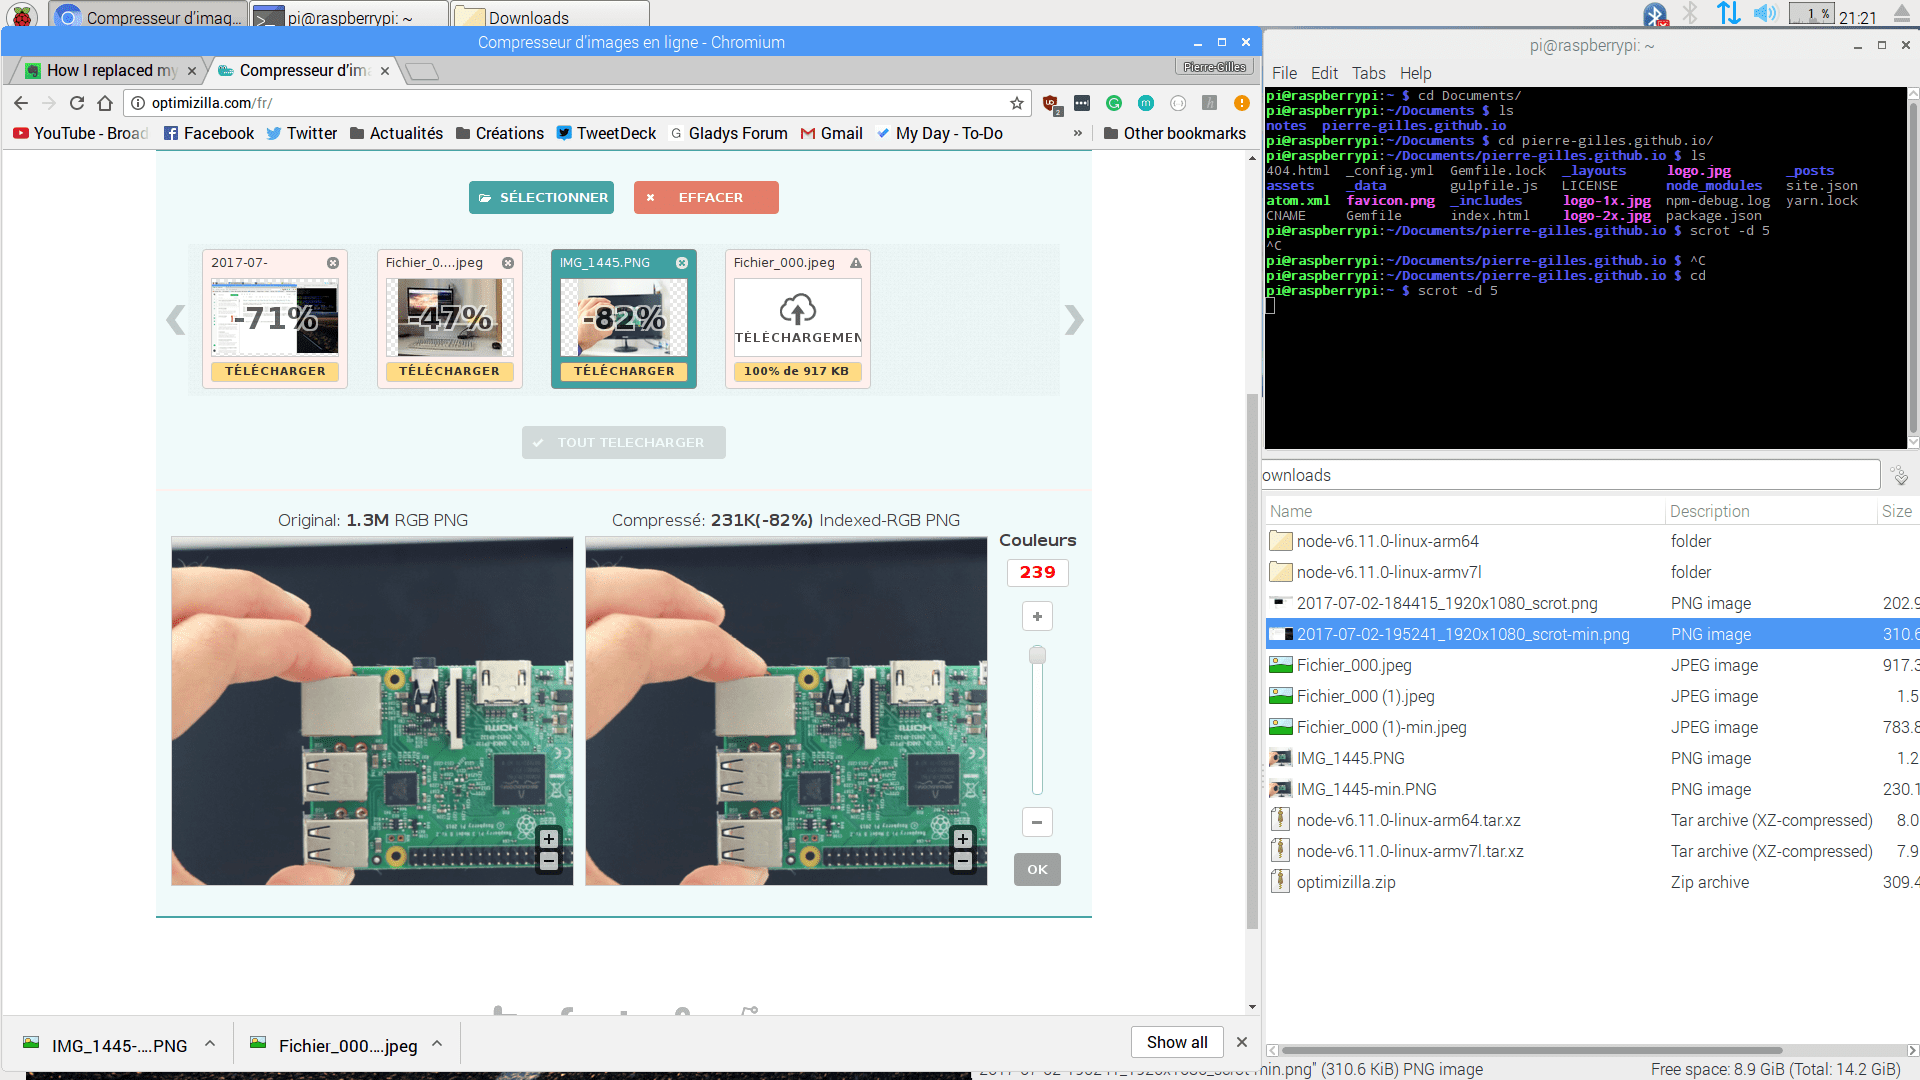 Compresseur d'imag...
pi@raspberrypi: ~
Downloads
1 %
21:21
Compresseur d'images en ligne - Chromium
How I replaced my
Compresseur d'ima
Pierre-Gilles
optimizilla.com/fr/
2
YouTube - Broad
Facebook
Twitter
Actualités
Créations
TweetDeck
Gladys Forum
Gmail
My Day - To-Do
»
Other bookmarks
SÉLECTIONNER
EFFACER
2017-07-
Fichier_0....jpeg
IMG_1445.PNG
Fichier_000.jpeg
-71%
-47%
-82%
TÉLÉCHARGEMEN
TÉLÉCHARGER
TÉLÉCHARGER
TÉLÉCHARGER
100% de 917 KB
TOUT TELECHARGER
Original: 1.3M RGB PNG
Compressé: 231K(-82%) Indexed-RGB PNG
Couleurs
239
+
−
OK
IMG_1445-....PNG
Fichier_000....jpeg
Show all
pi@raspberrypi: ~
File Edit Tabs Help
pi@raspberrypi:~ $ cd Documents/
pi@raspberrypi:~/Documents $ ls
notes pierre-gilles.github.io
pi@raspberrypi:~/Documents $ cd pierre-gilles.github.io/
pi@raspberrypi:~/Documents/pierre-gilles.github.io $ ls
404.html _config.yml Gemfile.lock _layouts logo.jpg _posts
assets _data gulpfile.js LICENSE node_modules site.json
atom.xml favicon.png _includes logo-1x.jpg npm-debug.log yarn.lock
CNAME Gemfile index.html logo-2x.jpg package.json
pi@raspberrypi:~/Documents/pierre-gilles.github.io $ scrot -d 5
^C
pi@raspberrypi:~/Documents/pierre-gilles.github.io $ ^C
pi@raspberrypi:~/Documents/pierre-gilles.github.io $ cd
pi@raspberrypi:~ $ scrot -d 5
ownloads
Name Description Size
node-v6.11.0-linux-arm64 folder
node-v6.11.0-linux-armv7l folder
2017-07-02-184415_1920x1080_scrot.png PNG image 202.9
2017-07-02-195241_1920x1080_scrot-min.png PNG image 310.6
Fichier_000.jpeg JPEG image 917.3
Fichier_000 (1).jpeg JPEG image 1.5
Fichier_000 (1)-min.jpeg JPEG image 783.8
IMG_1445.PNG PNG image 1.2
IMG_1445-min.PNG PNG image 230.1
node-v6.11.0-linux-arm64.tar.xz Tar archive (XZ-compressed) 8.0
node-v6.11.0-linux-armv7l.tar.xz Tar archive (XZ-compressed) 7.9
optimizilla.zip Zip archive 309.4
min.png" (310.6 KiB) PNG image
Free space: 8.9 GiB (Total: 14.2 GiB)